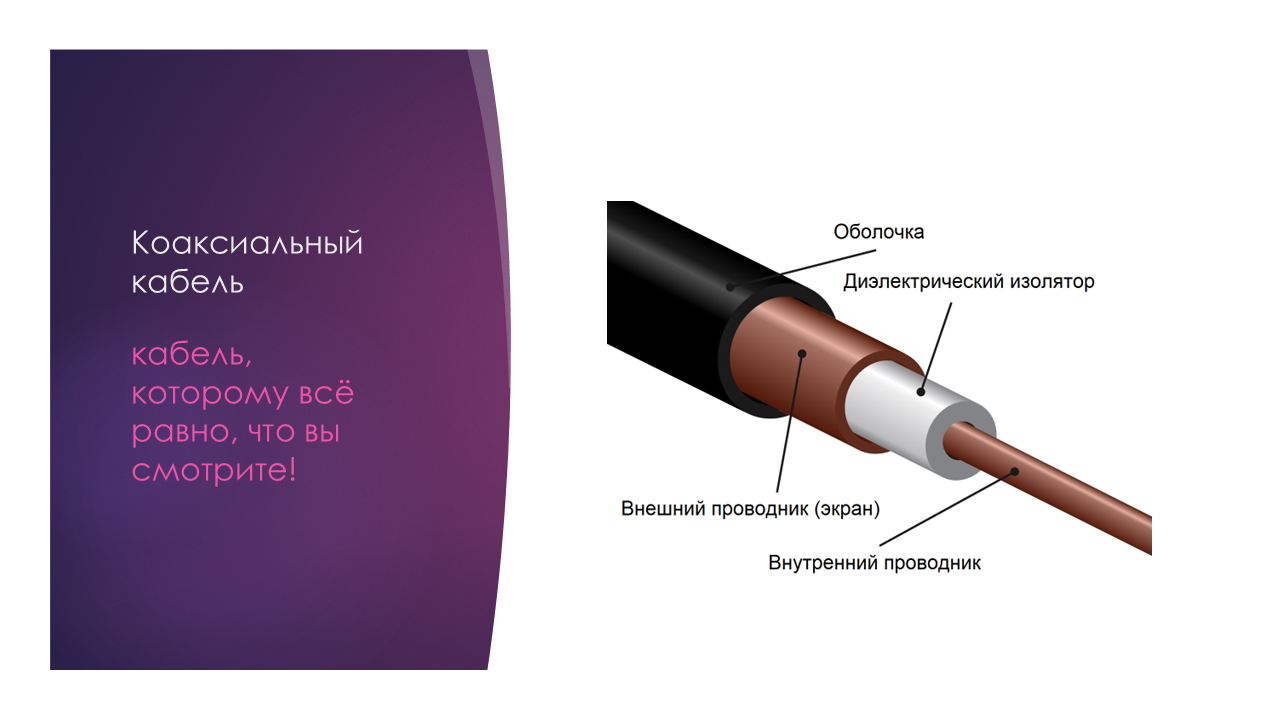 Коаксиальный
кабель
кабель,
которому всё
равно, что вы
смотрите!
Оболочка
Диэлектрический изолятор
Внешний проводник (экран)
Внутренний проводник